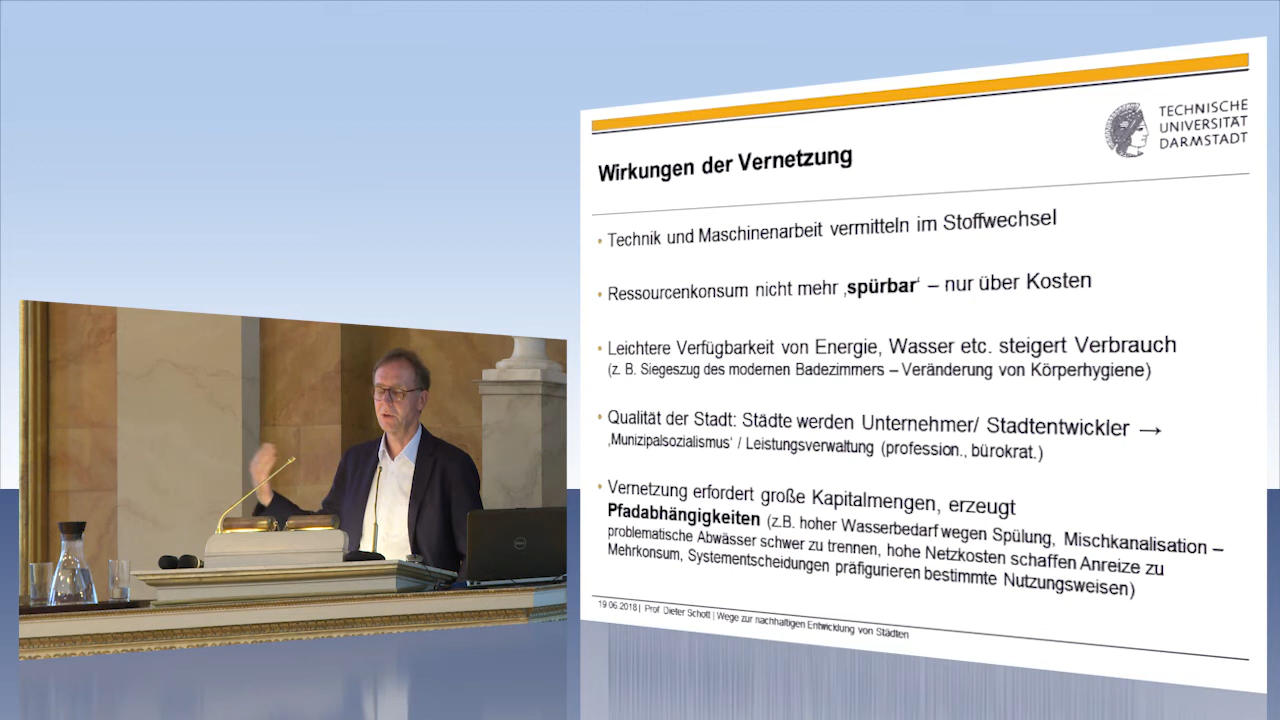 TECHNISCHE
UNIVERSITÄT
DARMSTADT
Wirkungen der Vernetzung
• Technik und Maschinenarbeit vermitteln im Stoffwechsel
• Ressourcenkonsum nicht mehr ‚spürbar‘ – nur über Kosten
• Leichtere Verfügbarkeit von Energie, Wasser etc. steigert Verbrauch
(z. B. Siegeszug des modernen Badezimmers – Veränderung von Körperhygiene)
• Qualität der Stadt: Städte werden Unternehmer/ Stadtentwickler →
‚Munizipalsozialismus‘ / Leistungsverwaltung (profession., bürokrat.)
• Vernetzung erfordert große Kapitalmengen, erzeugt
Pfadabhängigkeiten (z.B. hoher Wasserbedarf wegen Spülung, Mischkanalisation –
problematische Abwässer schwer zu trennen, hohe Netzkosten schaffen Anreize zu
Mehrkonsum, Systementscheidungen präfigurieren bestimmte Nutzungsweisen)
19.06.2018 | Prof Dieter Schott | Wege zur nachhaltigen Entwicklung von Städten